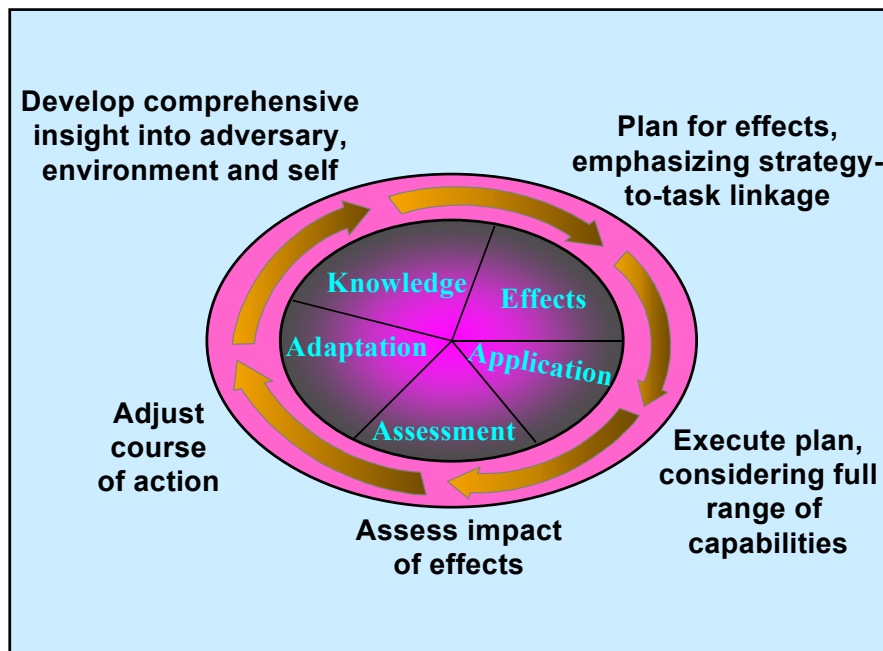 Develop comprehensive
insight into adversary,
environment and self
Plan for effects,
emphasizing strategy-
to-task linkage
Knowledge
Effects
Adaptation
Application
Assessment
Adjust
course
of action
Execute plan,
considering full
range of
capabilities
Assess impact
of effects